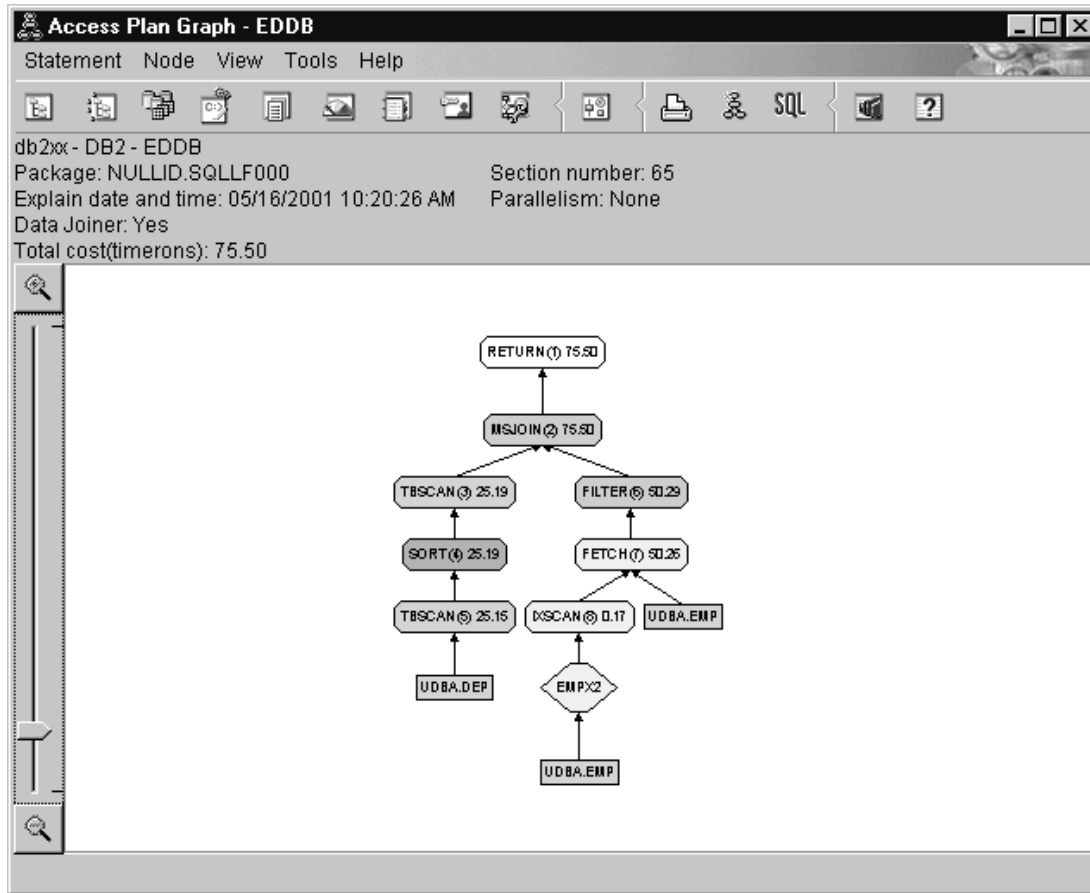 Access Plan Graph - EDDB
Statement Node View Tools Help
SQL
?
db2xx - DB2 - EDDB
Package: NULLID.SQLLF000 Section number: 65
Explain date and time: 05/16/2001 10:20:26 AM Parallelism: None
Data Joiner: Yes
Total cost(timerons): 75.50
RETURN(1) 75.50
MSJOIN(2) 75.50
TBSCAN(3) 25.19 FILTER(6) 50.29
SORT(4) 25.19 FETCH(7) 50.26
TBSCAN(5) 25.15 IXSCAN(8) 0.17 UDBA.EMP
UDBA.DEP EMPX2
UDBA.EMP